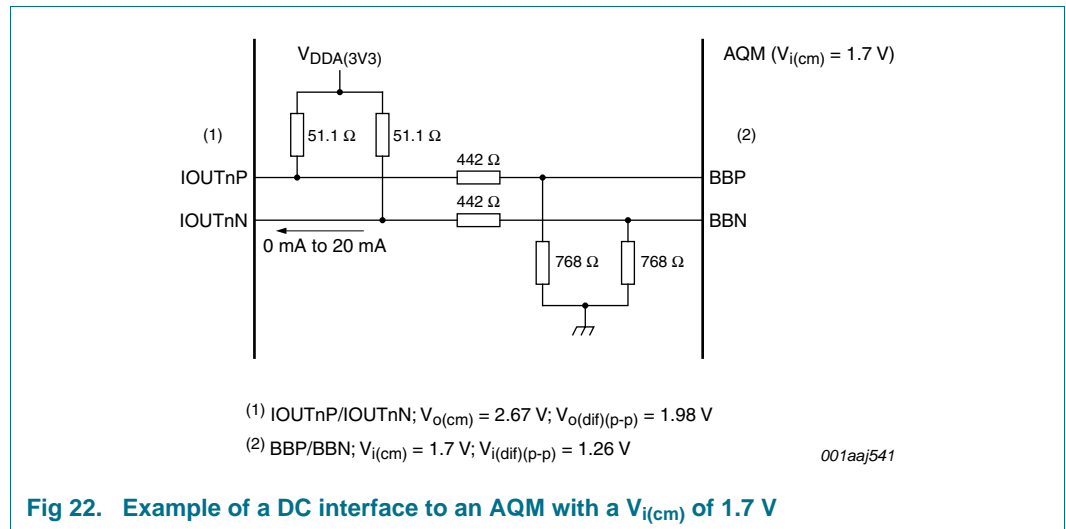 VDDA(3V3)
AQM (Vi(cm) = 1.7 V)
(1)
51.1 Ω
51.1 Ω
(2)
442 Ω
IOUTnP
BBP
442 Ω
IOUTnN
BBN
0 mA to 20 mA
768 Ω
768 Ω
(1) IOUTnP/IOUTnN; Vo(cm) = 2.67 V; Vo(dif)(p-p) = 1.98 V
(2) BBP/BBN; Vi(cm) = 1.7 V; Vi(dif)(p-p) = 1.26 V
001aaj541
Fig 22. Example of a DC interface to an AQM with a Vi(cm) of 1.7 V